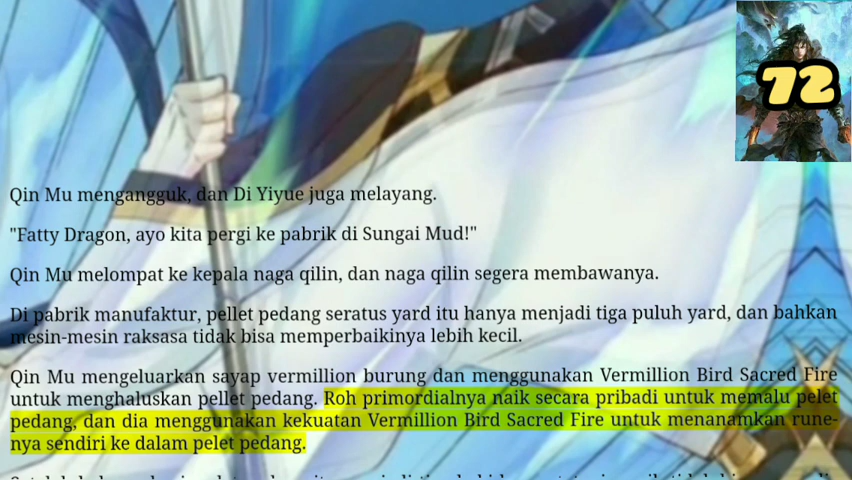 72
Qin Mu mengangguk, dan Di Yiyue juga melayang.
"Fatty Dragon, ayo kita pergi ke pabrik di Sungai Mud!"
Qin Mu melompat ke kepala naga qilin, dan naga qilin segera membawanya.
Di pabrik manufaktur, pellet pedang seratus yard itu hanya menjadi tiga puluh yard, dan bahkan
mesin-mesin raksasa tidak bisa memperbaikinya lebih kecil.
Qin Mu mengeluarkan sayap vermillion burung dan menggunakan Vermillion Bird Sacred Fire
untuk menghaluskan pellet pedang. Roh primordialnya naik secara pribadi untuk memalu pelet
pedang, dan dia menggunakan kekuatan Vermillion Bird Sacred Fire untuk menanamkan rune-
nya sendiri ke dalam pelet pedang.